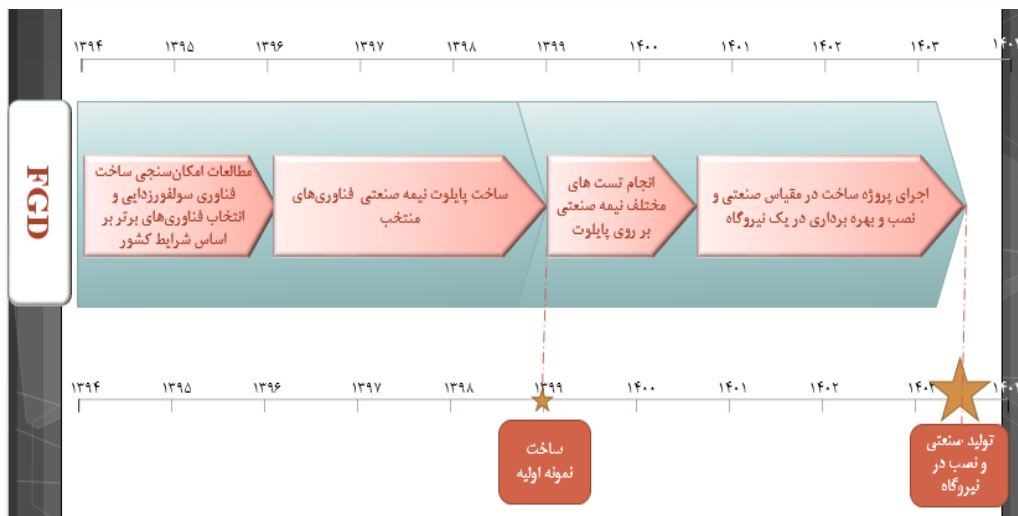 ۱۳۹۴ ۱۳۹۵ ۱۳۹۶ ۱۳۹۷ ۱۳۹۸ ۱۳۹۹ ۱۴۰۰ ۱۴۰۱ ۱۴۰۲ ۱۴۰۳
FGD
مطالعات امکان‌سنجی ساخت
فناوری سولفورزدایی و
انتخاب فناوری‌های برتر بر
اساس شرایط کشور
ساخت پایلوت نیمه صنعتی فناوری‌های
منتخب
انجام تست های
مختلف نیمه صنعتی
بر روی پایلوت
اجرای پروژه ساخت در مقیاس صنعتی و
نصب و بهره برداری در یک نیروگاه
۱۳۹۴ ۱۳۹۵ ۱۳۹۶ ۱۳۹۷ ۱۳۹۸ ۱۳۹۹ ۱۴۰۰ ۱۴۰۱ ۱۴۰۲
ساخت
نمونه اولیه
تولید صنعتی
و نصب در
نیروگاه